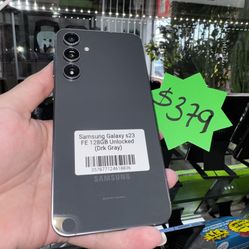 Samsung Galaxy s23
FE 128GB Unlocked
(Drk Gray)
SAMSUNG
$379